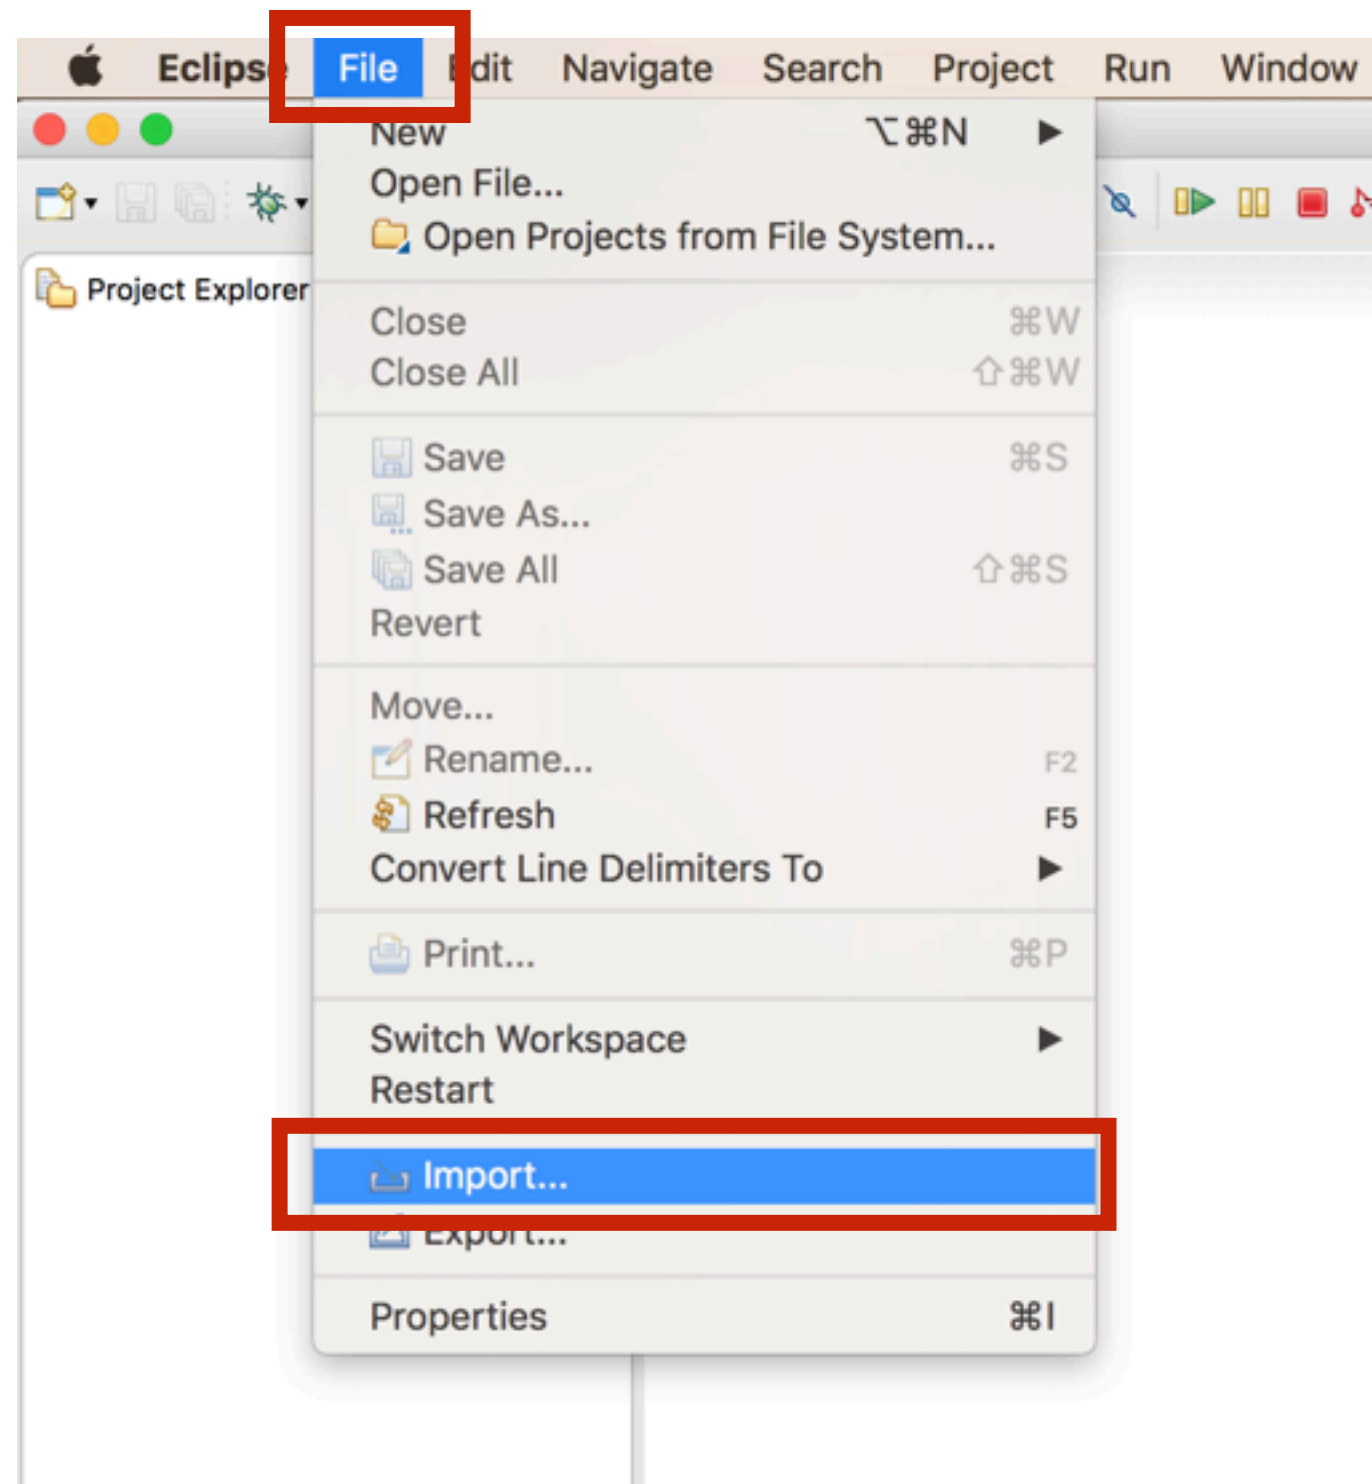 Eclipse File Edit Navigate Search Project Run Window
New ⌥⌘N ▶
Open File...
Open Projects from File System...
Project Explorer
Close ⌘W
Close All ⇧⌘W
Save ⌘S
Save As...
Save All ⇧⌘S
Revert
Move...
Rename... F2
Refresh F5
Convert Line Delimiters To ▶
Print... ⌘P
Switch Workspace ▶
Restart
Import...
Export...
Properties ⌘I